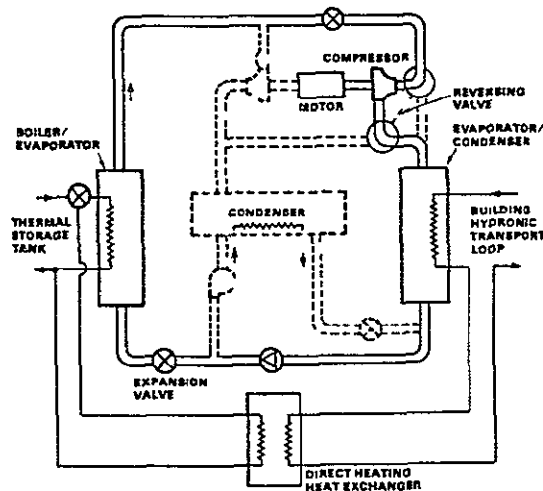 COMPRESSOR
MOTOR
REVERSING
VALVE
BOILER/
EVAPORATOR
EVAPORATOR/
CONDENSER
THERMAL
STORAGE
TANK
CONDENSER
BUILDING
HYDRONIC
TRANSPORT
LOOP
EXPANSION
VALVE
DIRECT HEATING
HEAT EXCHANGER